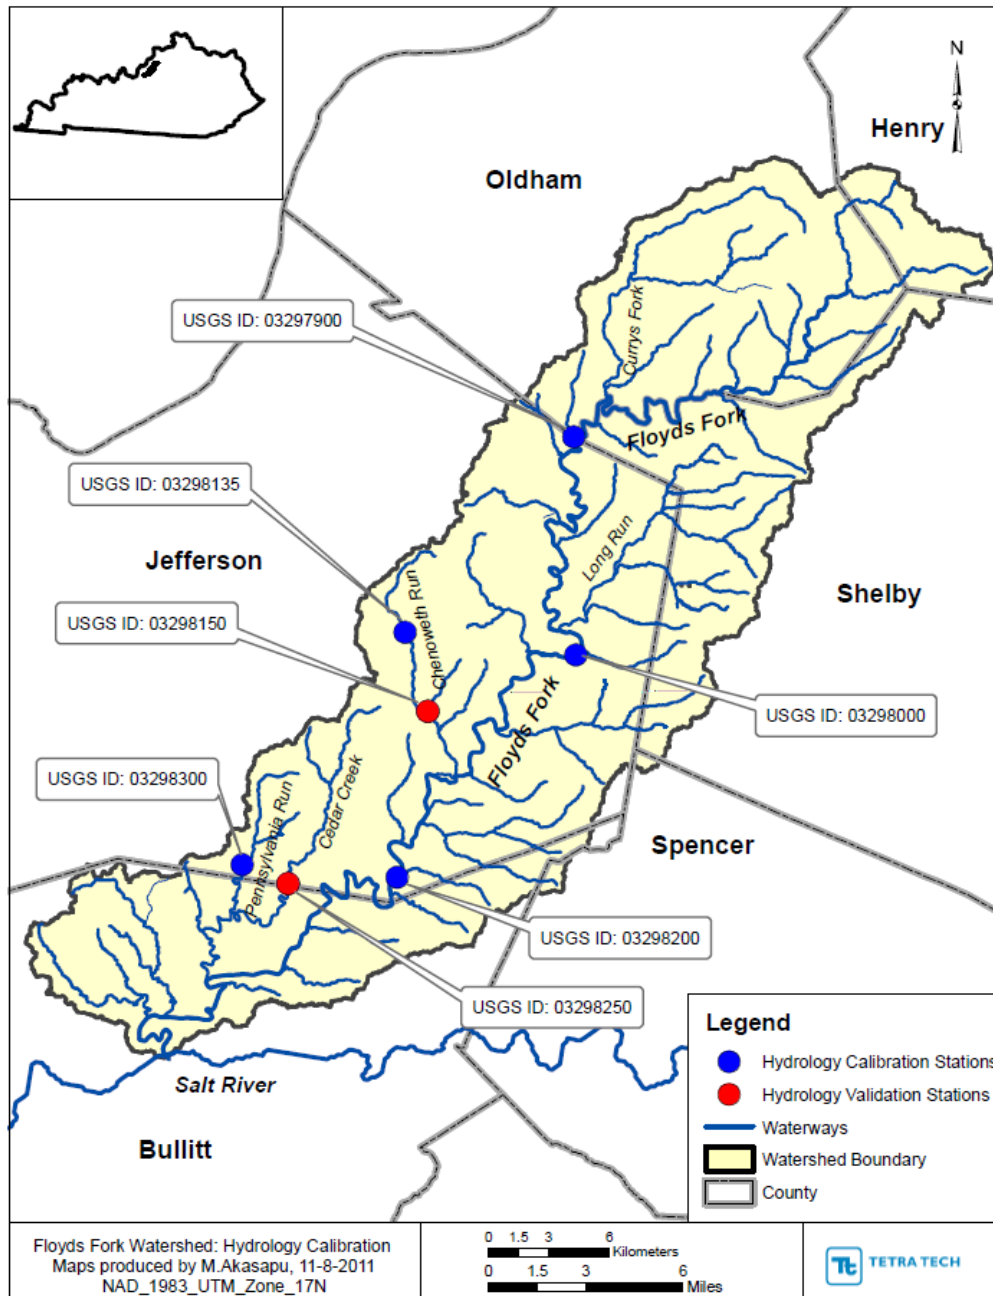 N
Henry
Oldham
USGS ID: 03297900
Currys Fork
Floyds Fork
USGS ID: 03298135
Long Run
Jefferson
Shelby
Chenoweth Run
USGS ID: 03298150
Floyds Fork
USGS ID: 03298000
USGS ID: 03298300
Cedar Creek
Pennsylvania Run
Spencer
USGS ID: 03298200
USGS ID: 03298250
Salt River
Bullitt
Legend
Hydrology Calibration Stations
Hydrology Validation Stations
Waterways
Watershed Boundary
County
Floyds Fork Watershed: Hydrology Calibration
Maps produced by M.Akasapu, 11-8-2011
NAD_1983_UTM_Zone_17N
0 1.5 3 6
Kilometers
0 1.5 3 6
Miles
Tt TETRA TECH